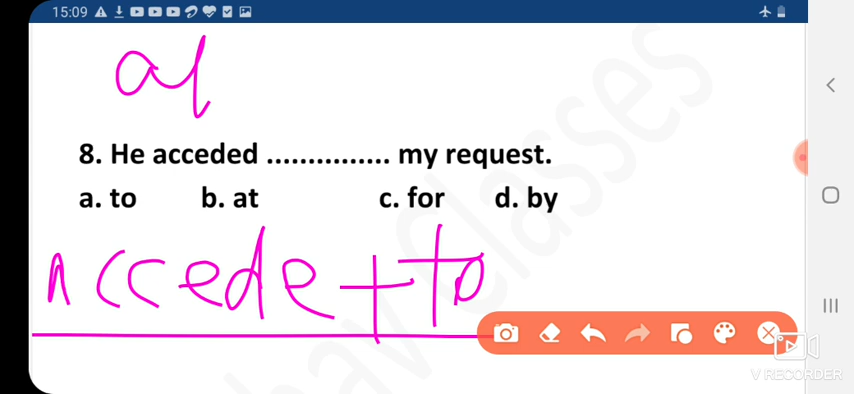 15:09
al
8. He acceded ............... my request.
a. to b. at c. for d. by
accede + to
V RECORDER